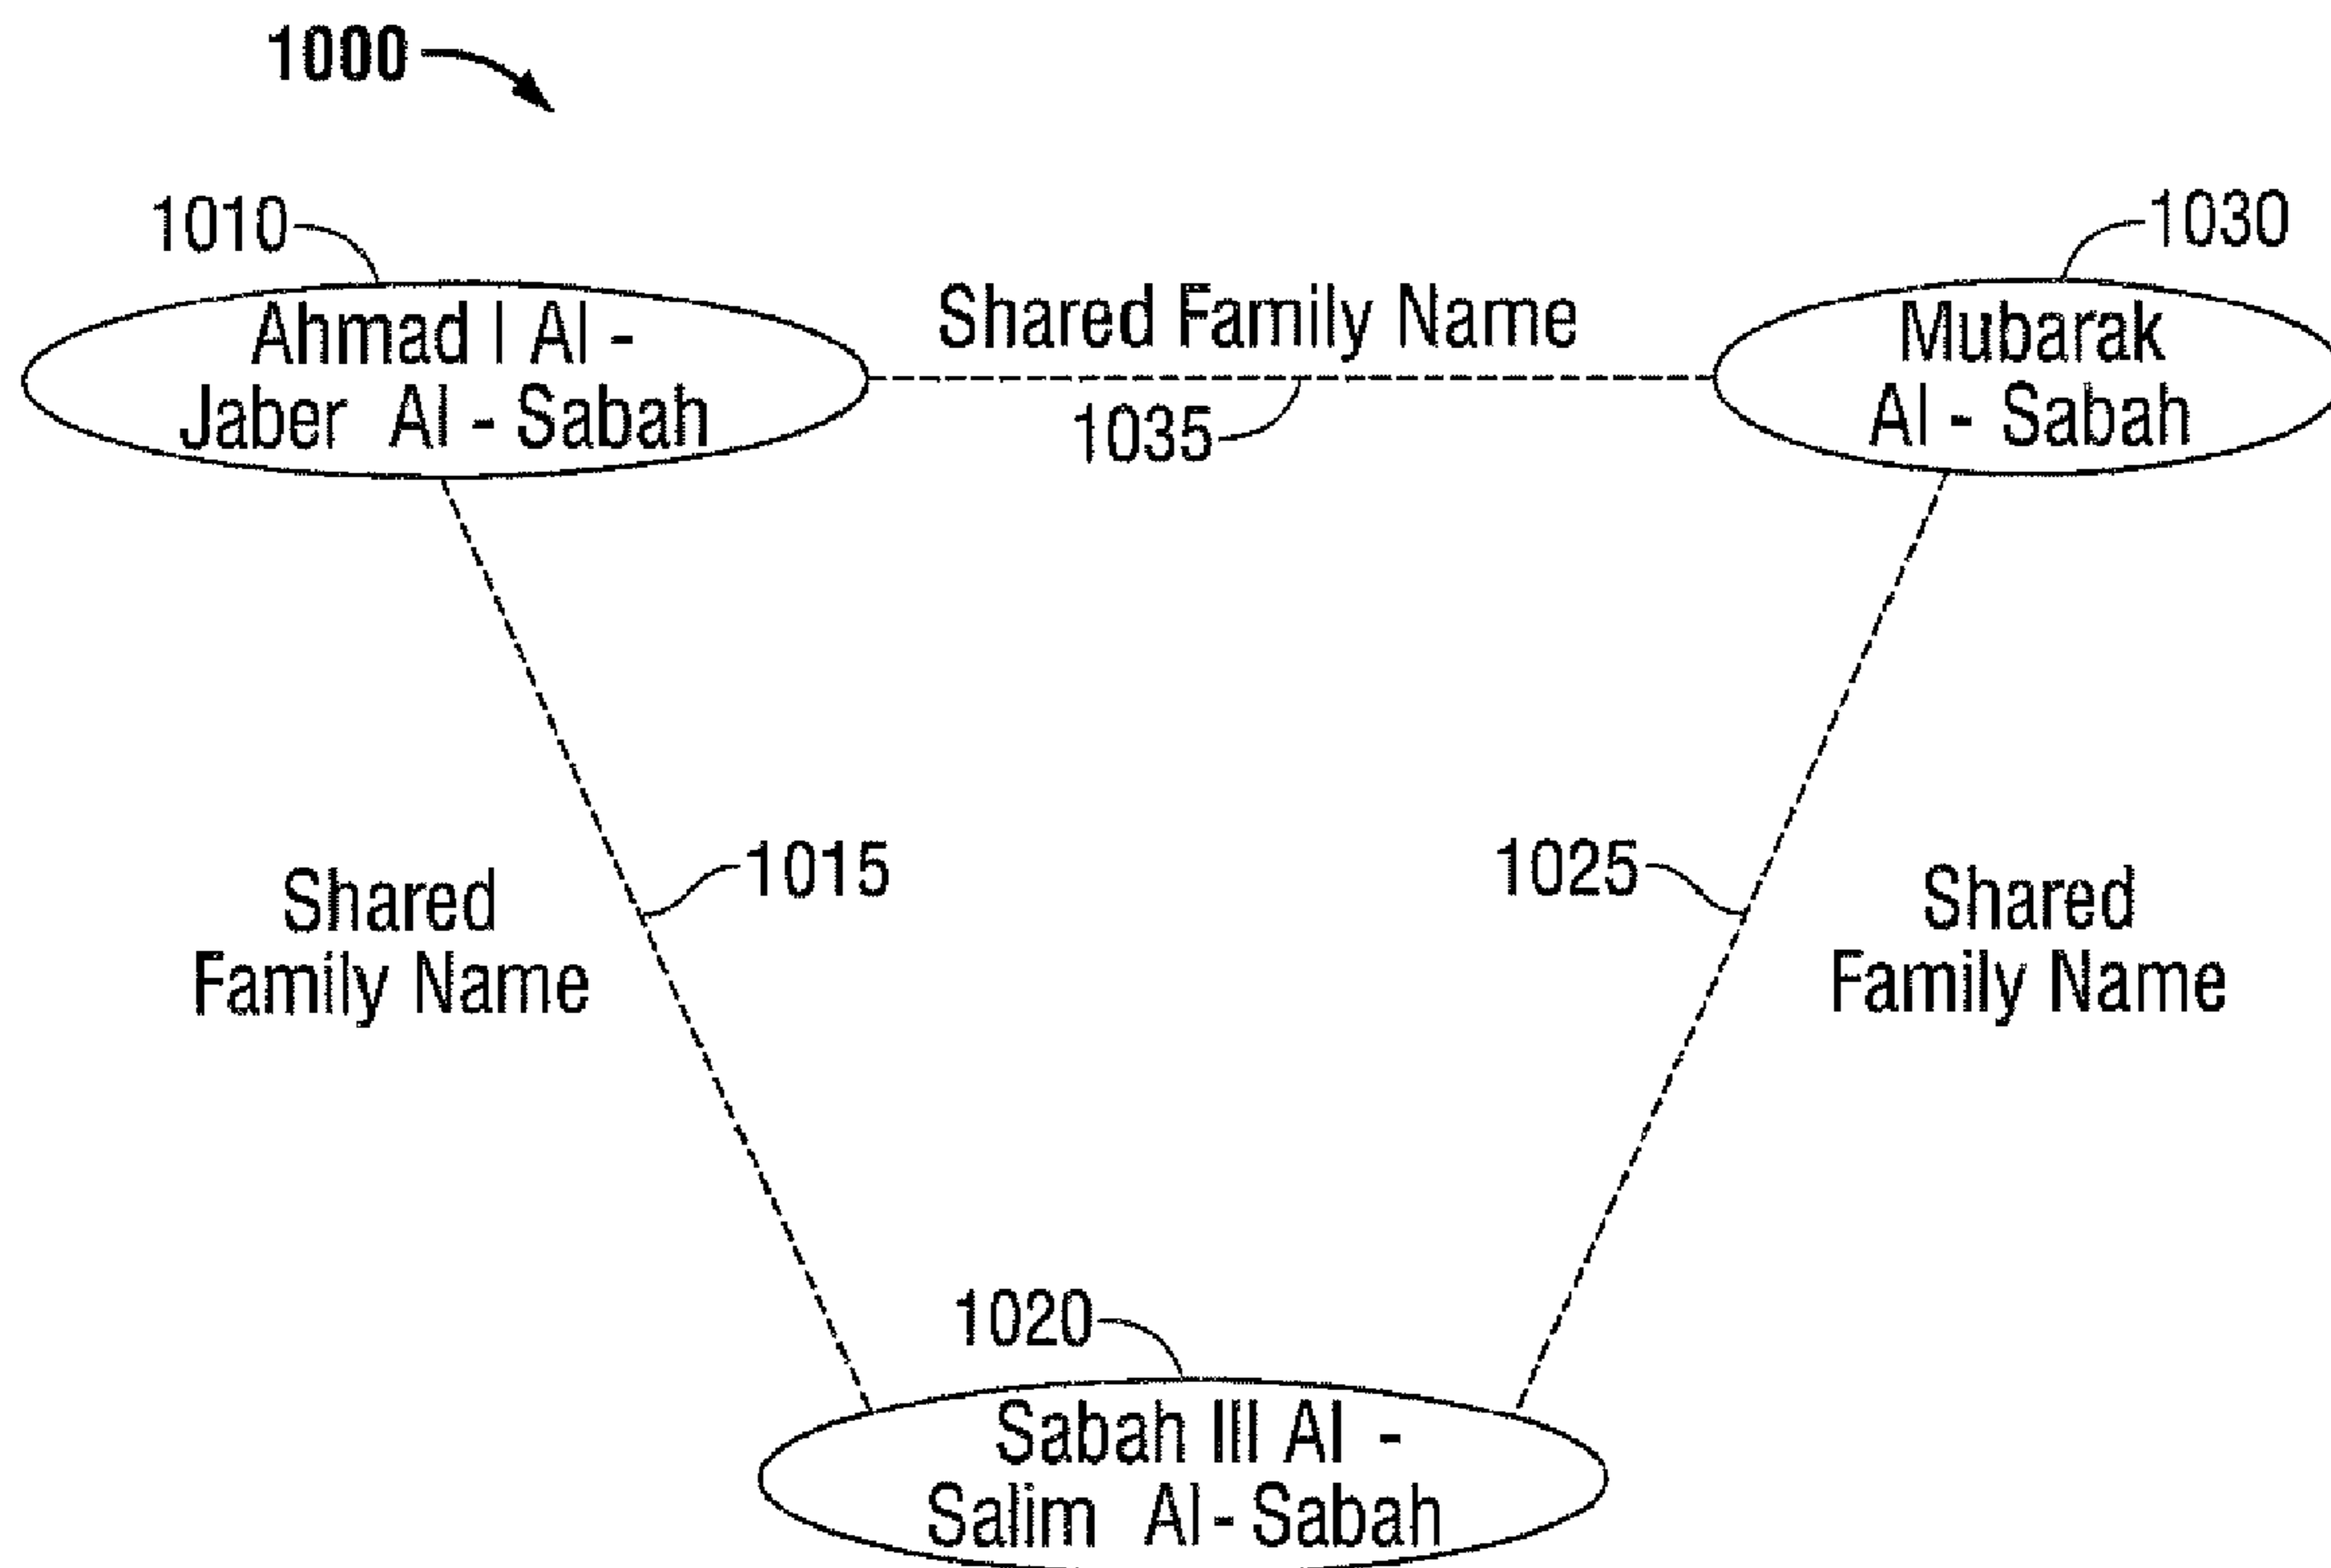 1000
1010
1030
Ahmad I Al -
Jaber Al - Sabah
Shared Family Name
1035
Mubarak
Al - Sabah
Shared
Family Name
1015
1025
Shared
Family Name
1020
Sabah III Al -
Salim Al - Sabah